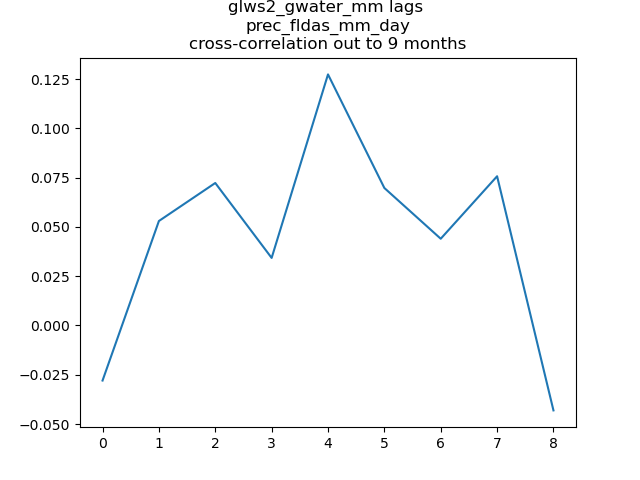 glws2_gwater_mm lags
prec_fldas_mm_day
cross-correlation out to 9 months
0.125
0.100
0.075
0.050
0.025
0.000
−0.025
−0.050
0 1 2 3 4 5 6 7 8